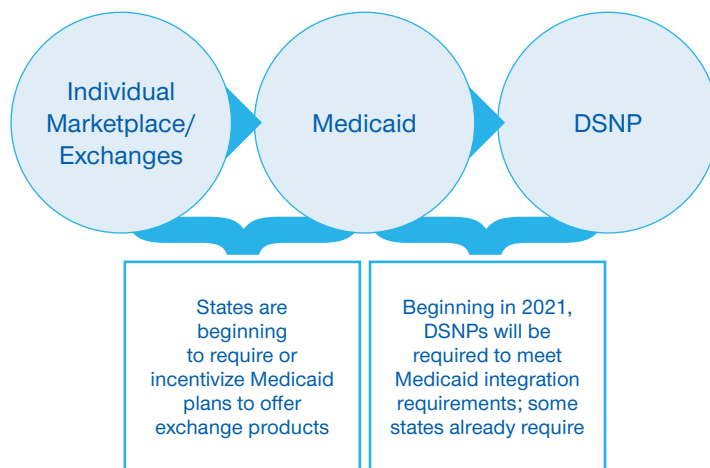 Individual
Marketplace/
Exchanges
Medicaid
DSNP
States are
beginning
to require or
incentivize Medicaid
plans to offer
exchange products
Beginning in 2021,
DSNPs will be
required to meet
Medicaid integration
requirements; some
states already require